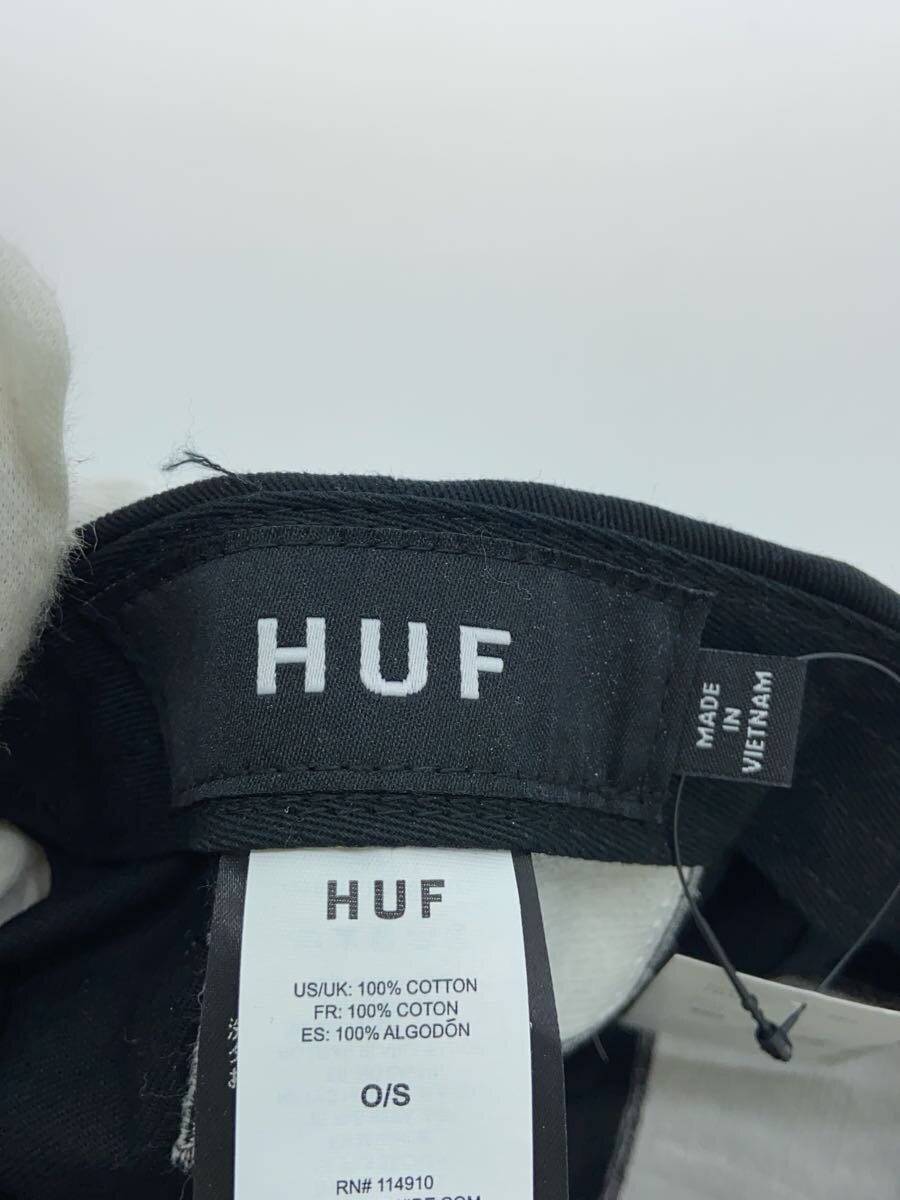 HUF
MADE
IN
VIETNAM
HUF
US/UK: 100% COTTON
FR: 100% COTON
ES: 100% ALGODÓN
O/S
RN# 114910